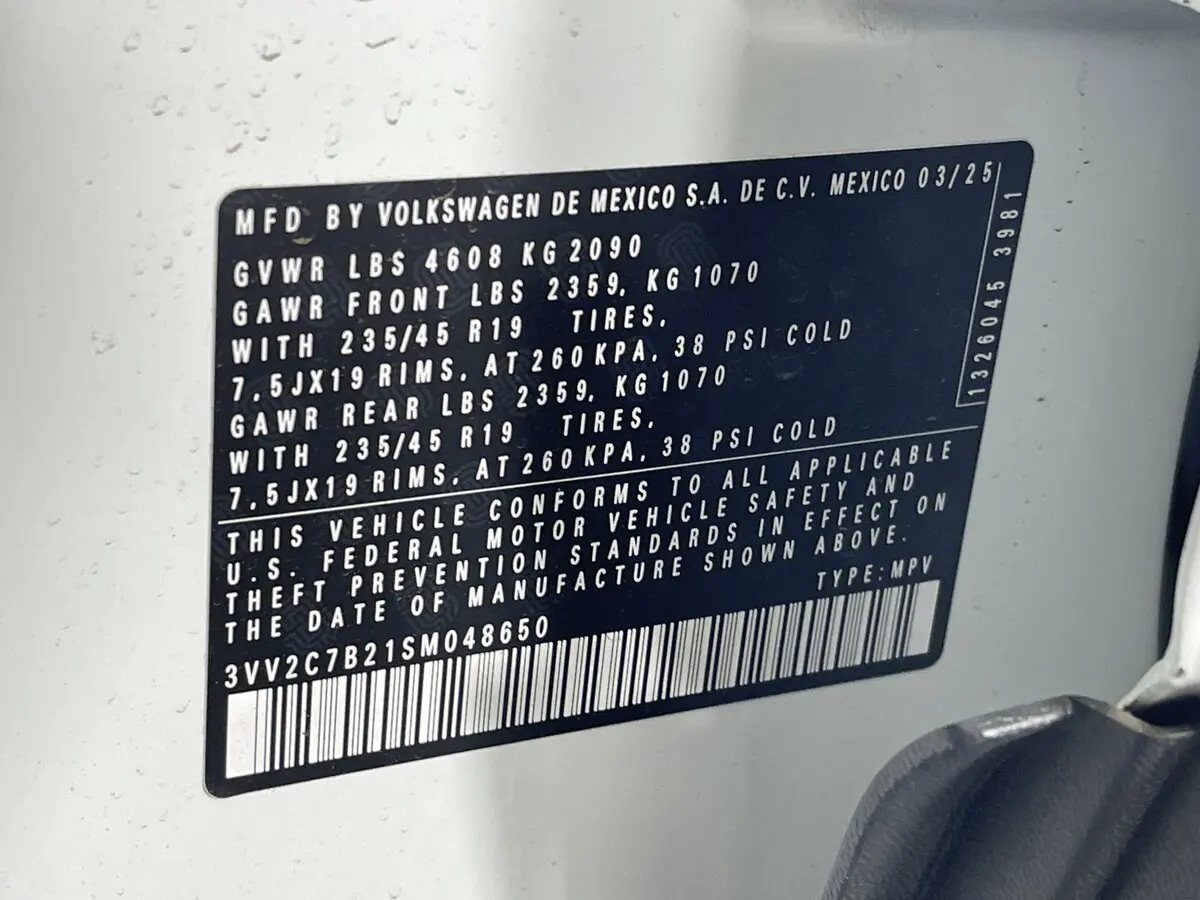 MFD BY VOLKSWAGEN DE MEXICO S.A. DE C.V. MEXICO 03/25
GVWR LBS 4608 KG 2090
GAWR FRONT LBS 2359, KG 1070
WITH 235/45 R19 TIRES,
7,5JX19 RIMS, AT 260 KPA, 38 PSI COLD
GAWR REAR LBS 2359, KG 1070
WITH 235/45 R19 TIRES,
7,5JX19 RIMS, AT 260 KPA, 38 PSI COLD
1326045 3981
THIS VEHICLE CONFORMS TO ALL APPLICABLE
U.S. FEDERAL MOTOR VEHICLE SAFETY AND
THEFT PREVENTION STANDARDS IN EFFECT ON
THE DATE OF MANUFACTURE SHOWN ABOVE.
TYPE: MPV
3VV2C7B21SM048650